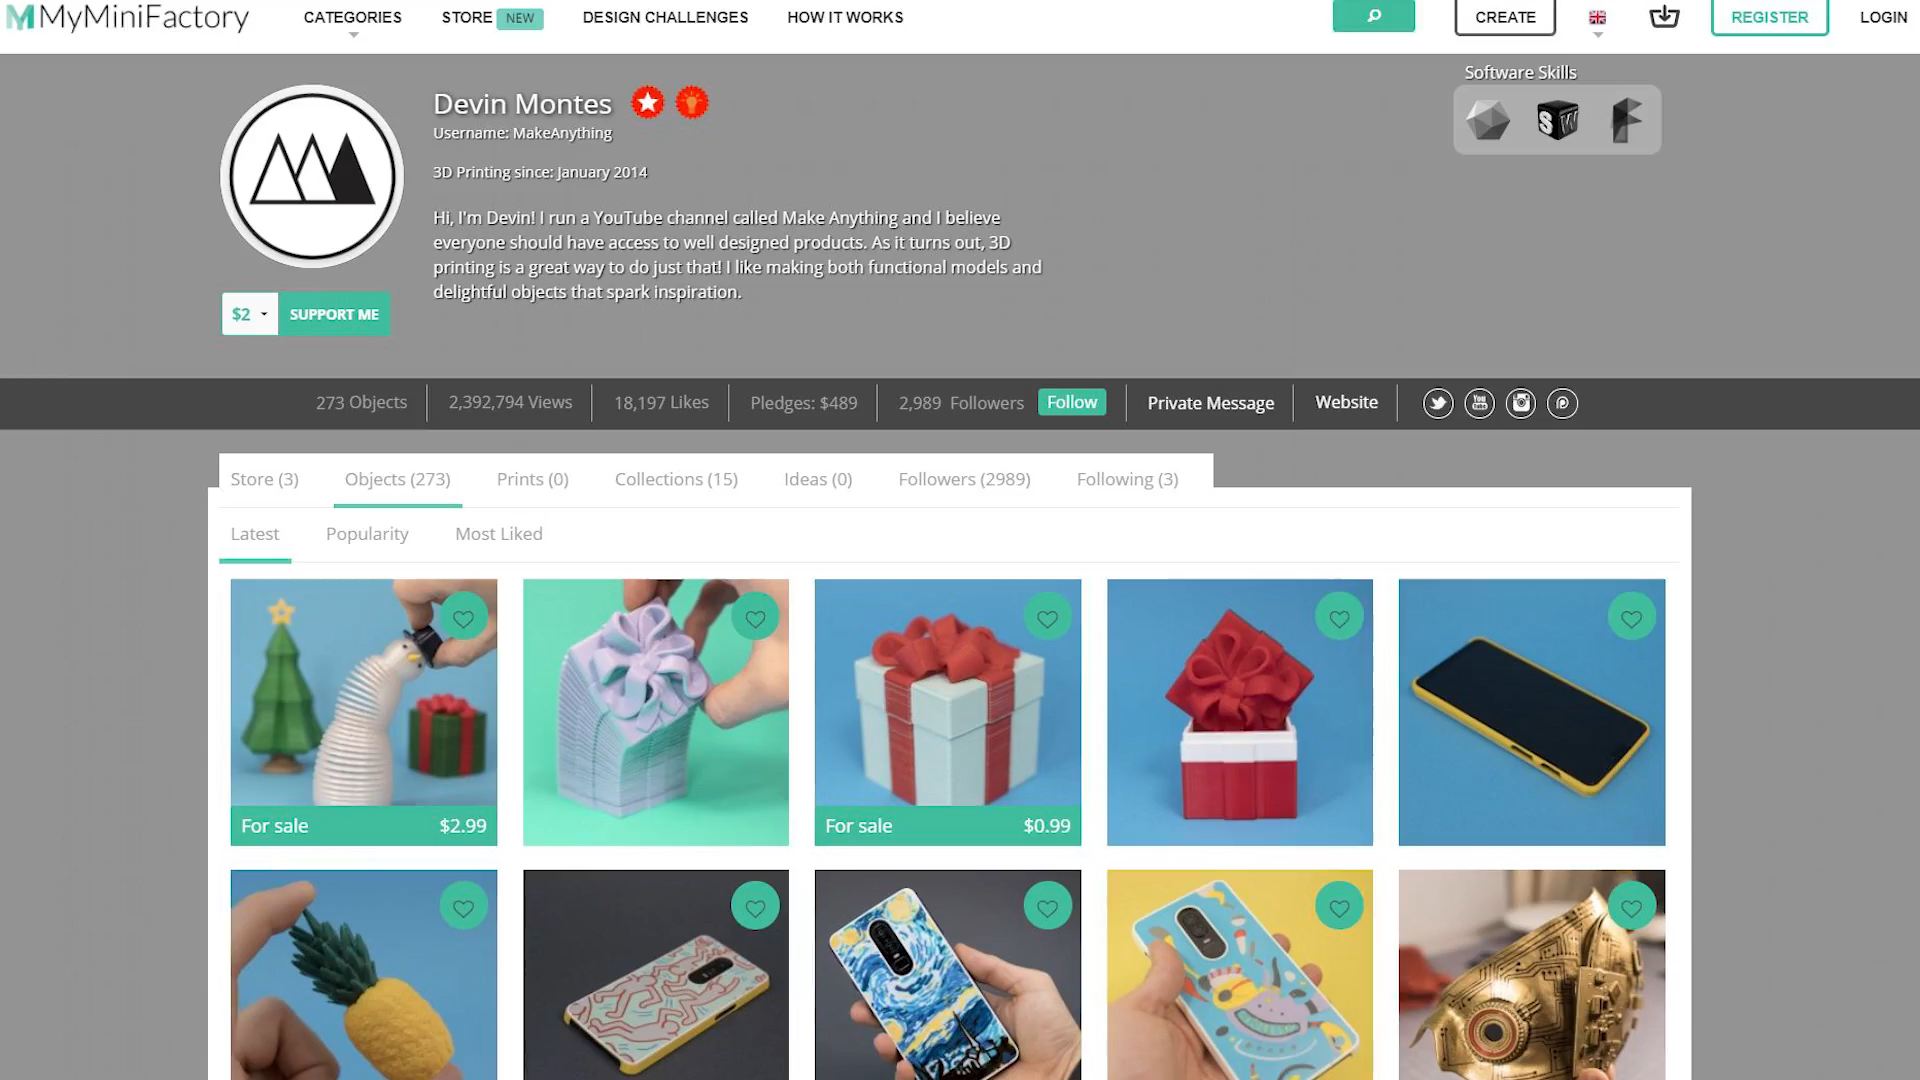 MyMiniFactory
CATEGORIES
STORE NEW
DESIGN CHALLENGES
HOW IT WORKS
CREATE
REGISTER
LOGIN
Software Skills
SW
Devin Montes
Username: MakeAnything
3D Printing since: January 2014
Hi, I'm Devin! I run a YouTube channel called Make Anything and I believe
everyone should have access to well designed products. As it turns out, 3D
printing is a great way to do just that! I like making both functional models and
delightful objects that spark inspiration.
$2 SUPPORT ME
273 Objects
2,392,794 Views
18,197 Likes
Pledges: $489
2,989 Followers
Follow
Private Message
Website
You Tube
Store (3)
Objects (273)
Prints (0)
Collections (15)
Ideas (0)
Followers (2989)
Following (3)
Latest
Popularity
Most Liked
For sale $2.99
For sale $0.99